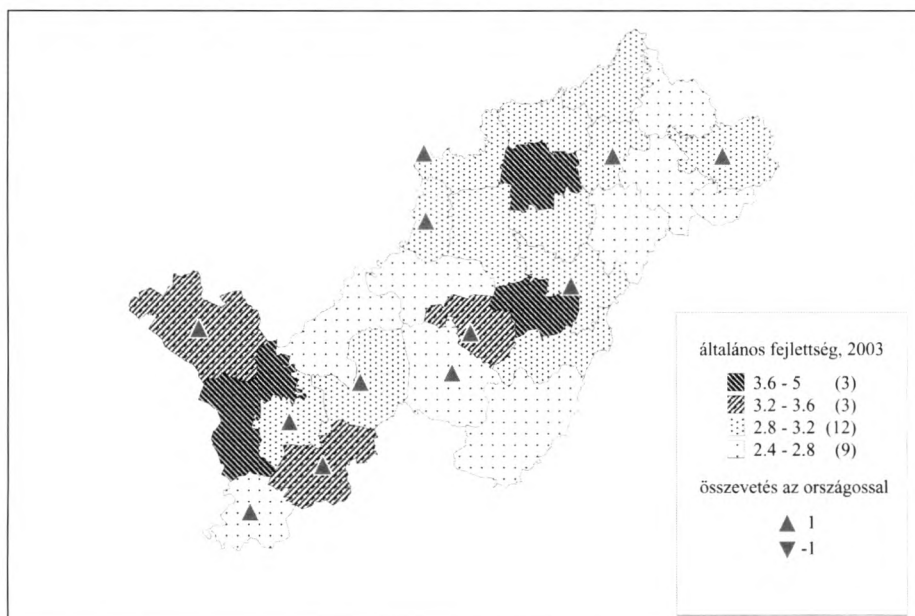 általános fejlettség, 2003
3.6 - 5 (3)
3.2 - 3.6 (3)
2.8 - 3.2 (12)
2.4 - 2.8 (9)
összevetés az országossal
1
-1